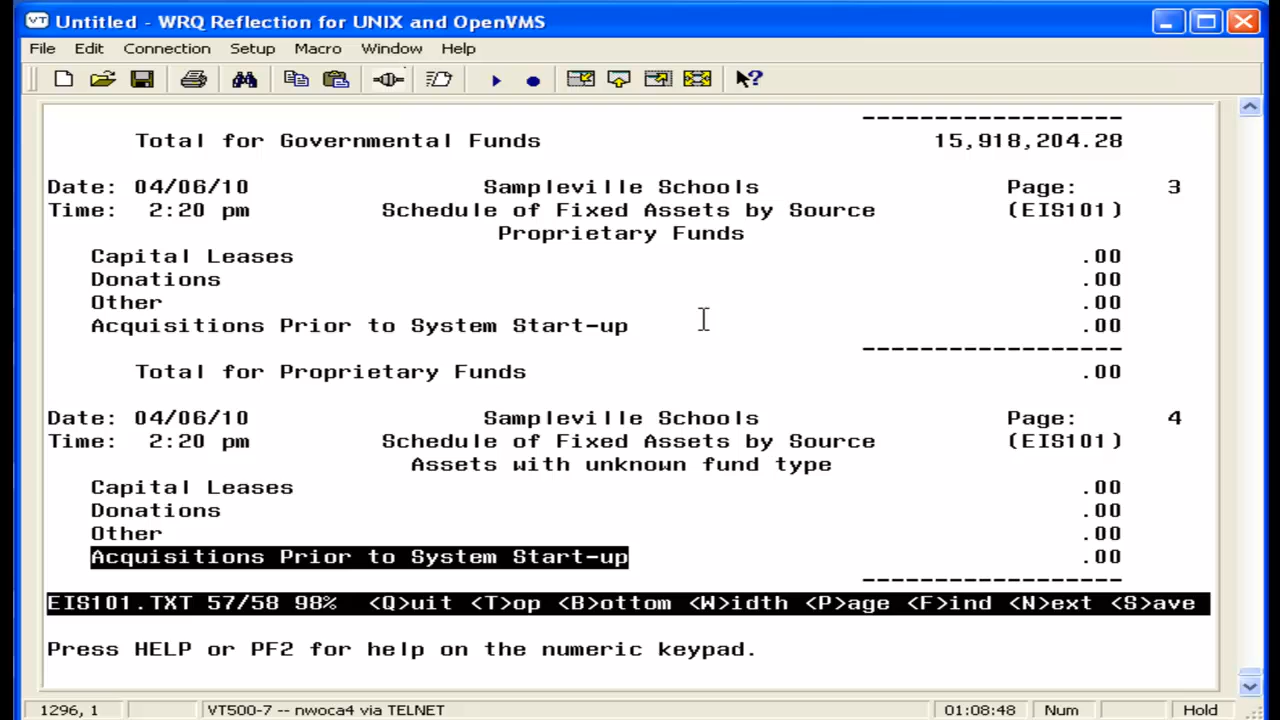 VT Untitled - WRQ Reflection for UNIX and OpenVMS
File Edit Connection Setup Macro Window Help
------------------
Total for Governmental Funds 15,918,204.28
Date: 04/06/10 Sampleville Schools Page: 3
Time: 2:20 pm Schedule of Fixed Assets by Source (EIS101)
Proprietary Funds
Capital Leases .00
Donations .00
Other .00
Acquisitions Prior to System Start-up .00
------------------
Total for Proprietary Funds .00
Date: 04/06/10 Sampleville Schools Page: 4
Time: 2:20 pm Schedule of Fixed Assets by Source (EIS101)
Assets with unknown fund type
Capital Leases .00
Donations .00
Other .00
Acquisitions Prior to System Start-up .00
------------------
EIS101.TXT 57/58 98% <Q>uit <T>op <B>ottom <W>idth <P>age <F>ind <N>ext <S>ave
Press HELP or PF2 for help on the numeric keypad.
1296, 1 VT500-7 -- nwoca4 via TELNET 01:08:48 Num Hold